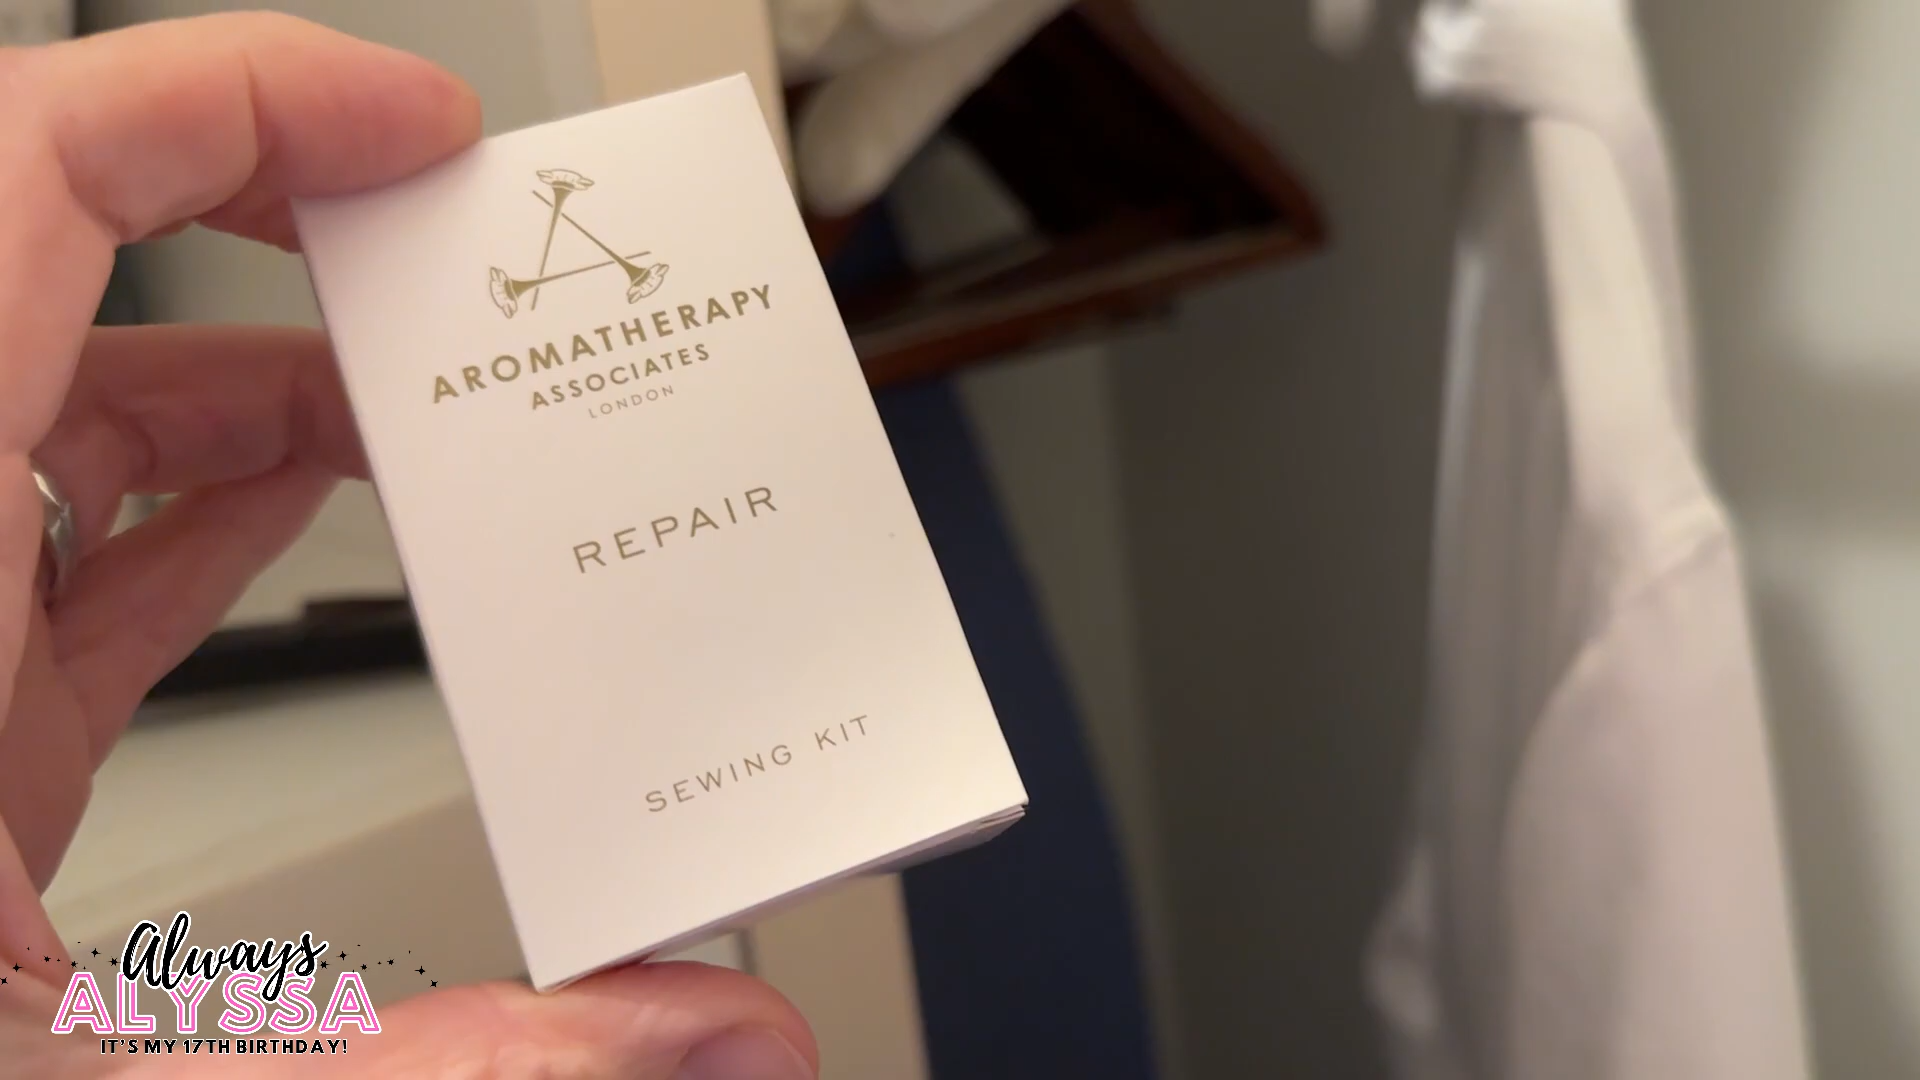 AROMATHERAPY
ASSOCIATES
LONDON
REPAIR
SEWING KIT
Always
ALYSSA
IT'S MY 17TH BIRTHDAY!